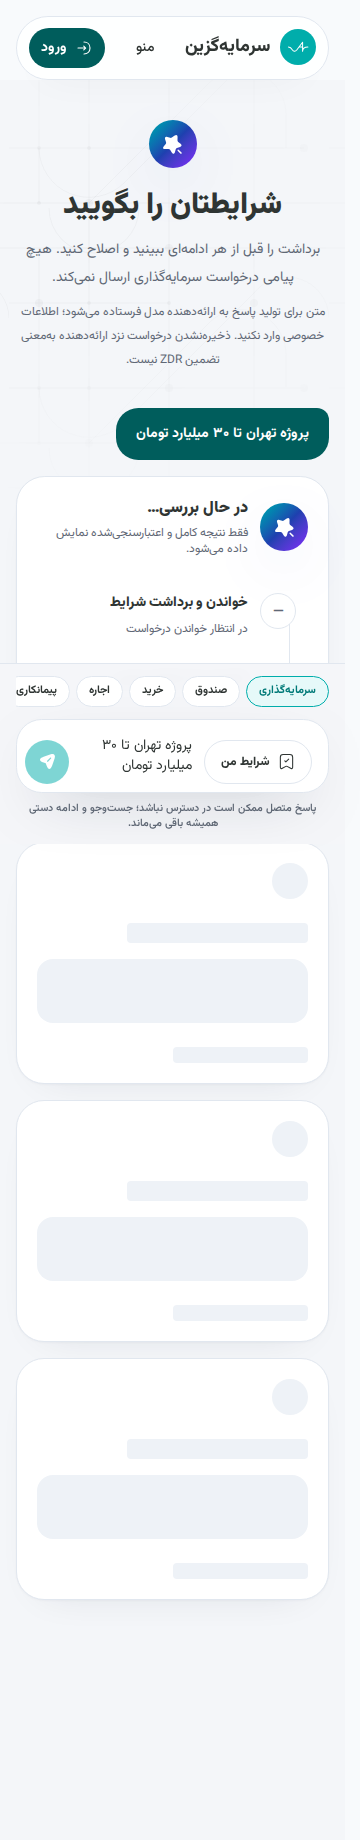 سرمایه‌گزین
منو
ورود
شرایطتان را بگویید
برداشت را قبل از هر ادامه‌ای ببینید و اصلاح کنید. هیچ
پیامی درخواست سرمایه‌گذاری ارسال نمی‌کند.
متن برای تولید پاسخ به ارائه‌دهنده مدل فرستاده می‌شود؛ اطلاعات
خصوصی وارد نکنید. ذخیره‌نشدن درخواست نزد ارائه‌دهنده به‌معنی
تضمین ZDR نیست.
پروژه تهران تا ۳۰ میلیارد تومان
در حال بررسی...
فقط نتیجه کامل و اعتبارسنجی‌شده نمایش
داده می‌شود.
خواندن و برداشت شرایط
در انتظار خواندن درخواست
سرمایه‌گذاری
صندوق
خرید
اجاره
پیمانکاری
شرایط من
پروژه تهران تا ۳۰
میلیارد تومان
پاسخ متصل ممکن است در دسترس نباشد؛ جست‌وجو و ادامه دستی
همیشه باقی می‌ماند.